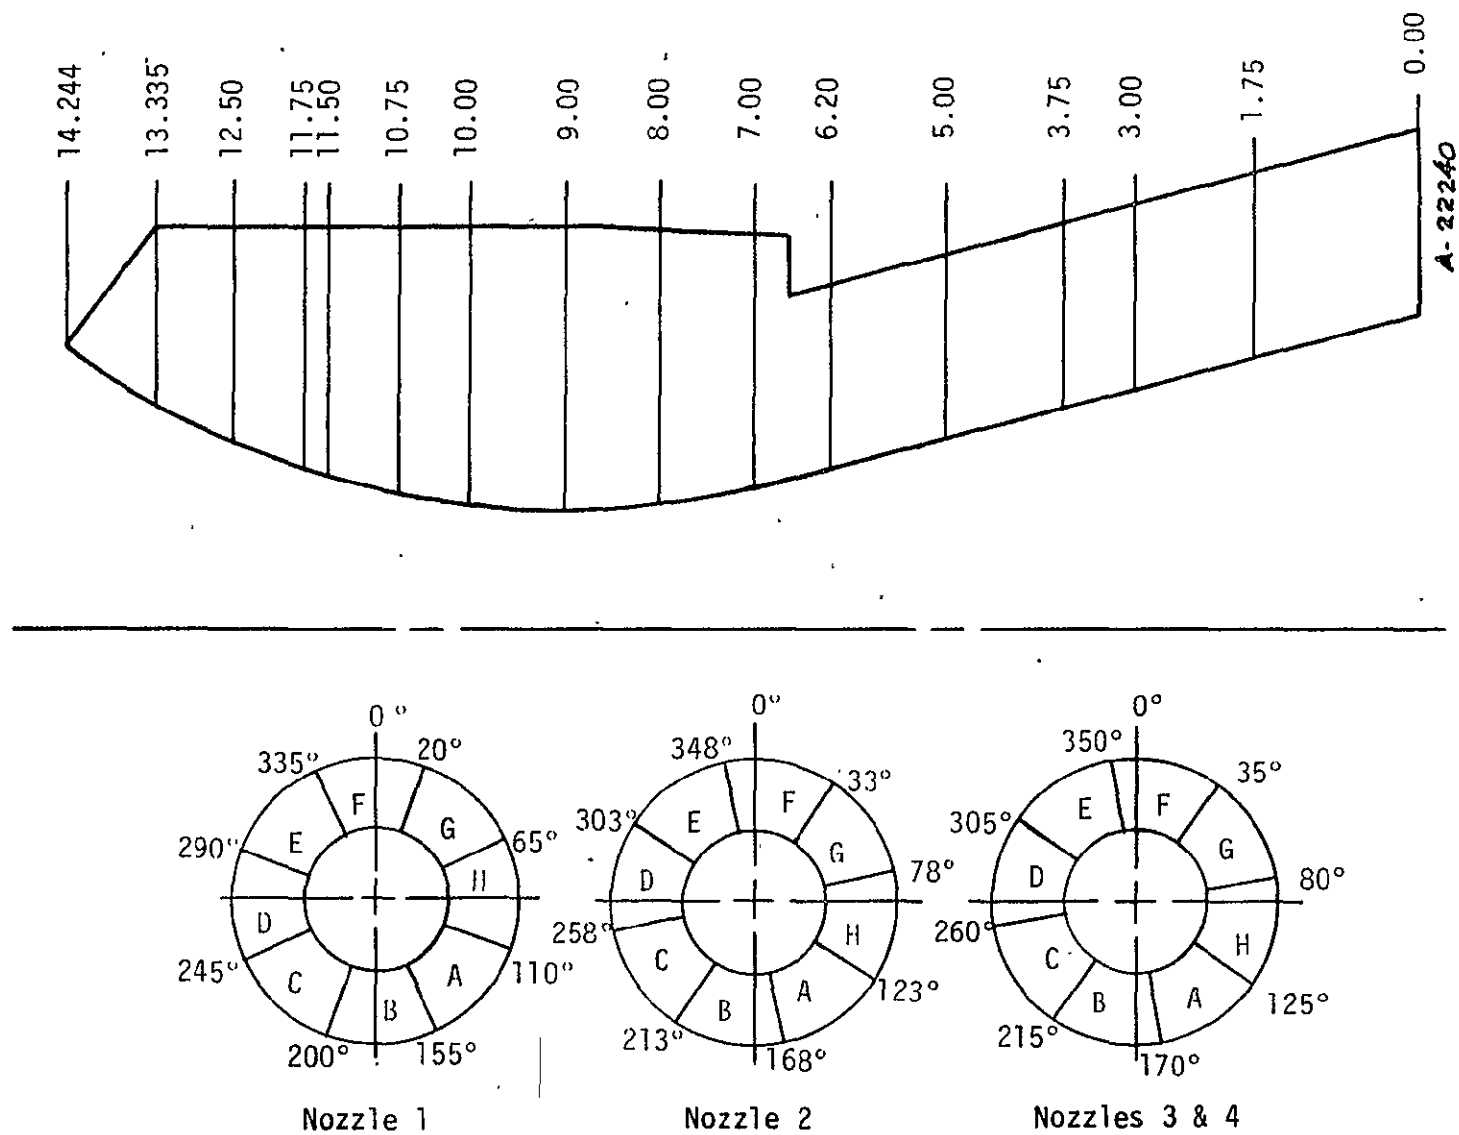 14.244
13.335
12.50
11.75
11.50
10.75
10.00
9.00
8.00
7.00
6.20
5.00
3.75
3.00
1.75
0.00
A-22240
0°
335°
20°
F
E
G
290°
65°
H
D
245°
C
A
110°
B
200°
155°
Nozzle 1
0°
348°
33°
F
E
G
303°
78°
D
258°
H
C
A
123°
B
213°
168°
Nozzle 2
0°
350°
35°
F
E
G
305°
80°
D
260°
H
C
A
125°
B
215°
170°
Nozzles 3 & 4